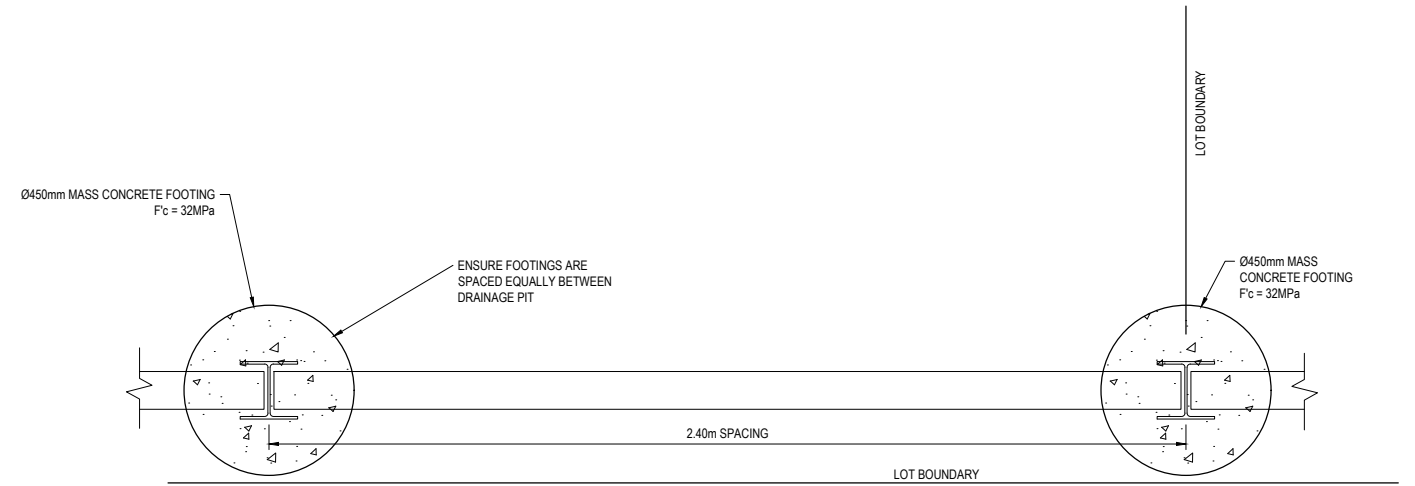 LOT BOUNDARY
Ø450mm MASS CONCRETE FOOTING
F'c = 32MPa
ENSURE FOOTINGS ARE
SPACED EQUALLY BETWEEN
DRAINAGE PIT
Ø450mm MASS
CONCRETE FOOTING
F'c = 32MPa
2.40m SPACING
LOT BOUNDARY